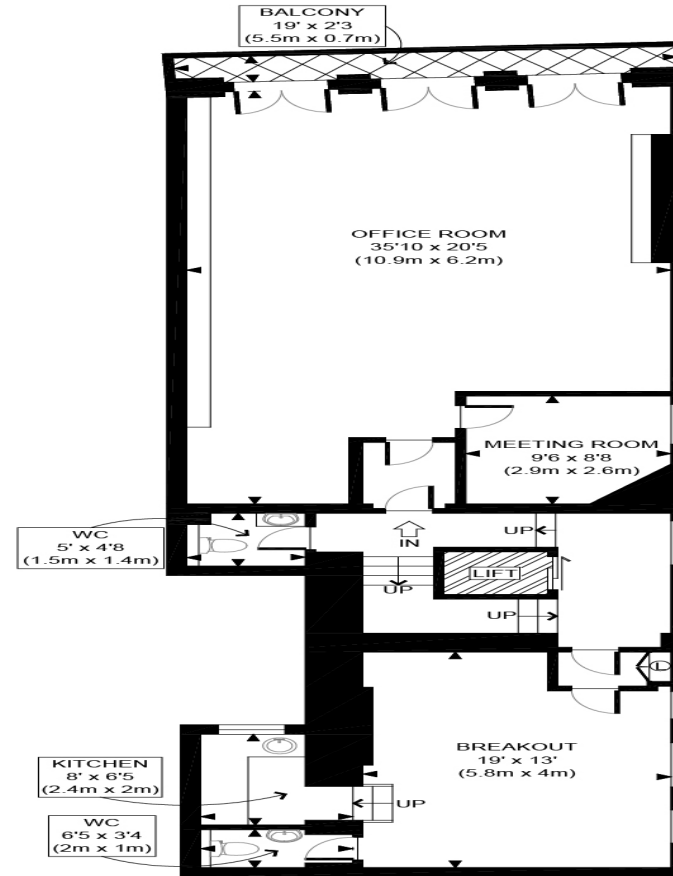 BALCONY
19' x 2'3
(5.5m x 0.7m)
OFFICE ROOM
35'10 x 20'5
(10.9m x 6.2m)
MEETING ROOM
9'6 x 8'8
(2.9m x 2.6m)
WC
5' x 4'8
(1.5m x 1.4m)
IN
UP
LIFT
UP
UP
L
BREAKOUT
19' x 13'
(5.8m x 4m)
KITCHEN
8' x 6'5
(2.4m x 2m)
UP
WC
6'5 x 3'4
(2m x 1m)